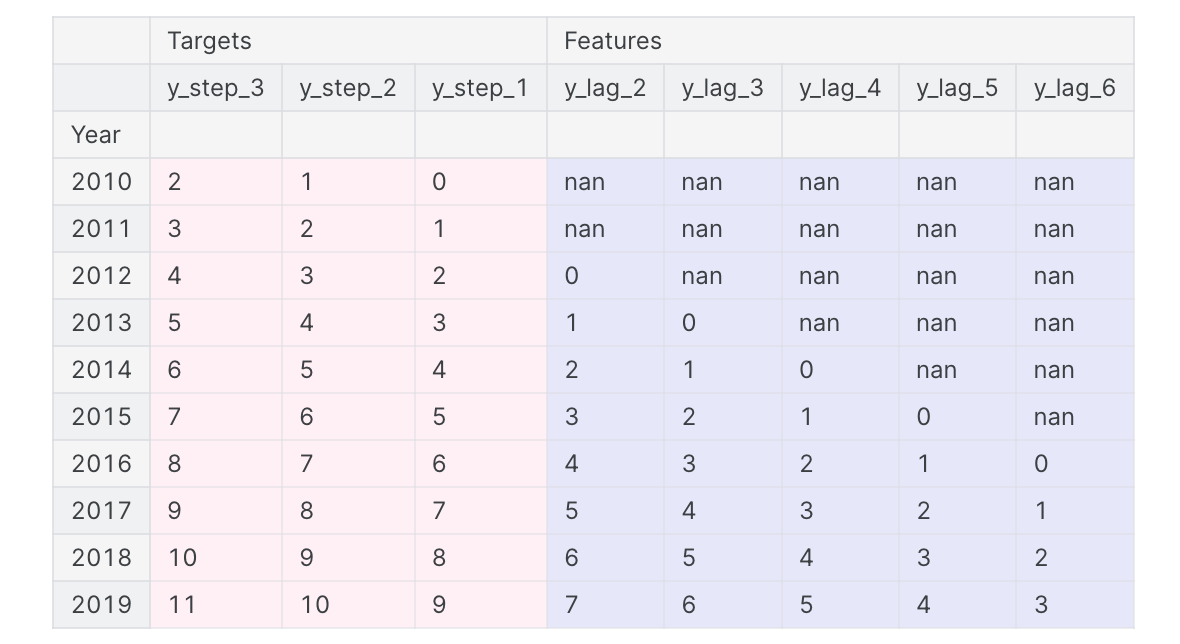 Targets Features
y_step_3 y_step_2 y_step_1 y_lag_2 y_lag_3 y_lag_4 y_lag_5 y_lag_6
Year
2010 2 1 0 nan nan nan nan nan
2011 3 2 1 nan nan nan nan nan
2012 4 3 2 0 nan nan nan nan
2013 5 4 3 1 0 nan nan nan
2014 6 5 4 2 1 0 nan nan
2015 7 6 5 3 2 1 0 nan
2016 8 7 6 4 3 2 1 0
2017 9 8 7 5 4 3 2 1
2018 10 9 8 6 5 4 3 2
2019 11 10 9 7 6 5 4 3